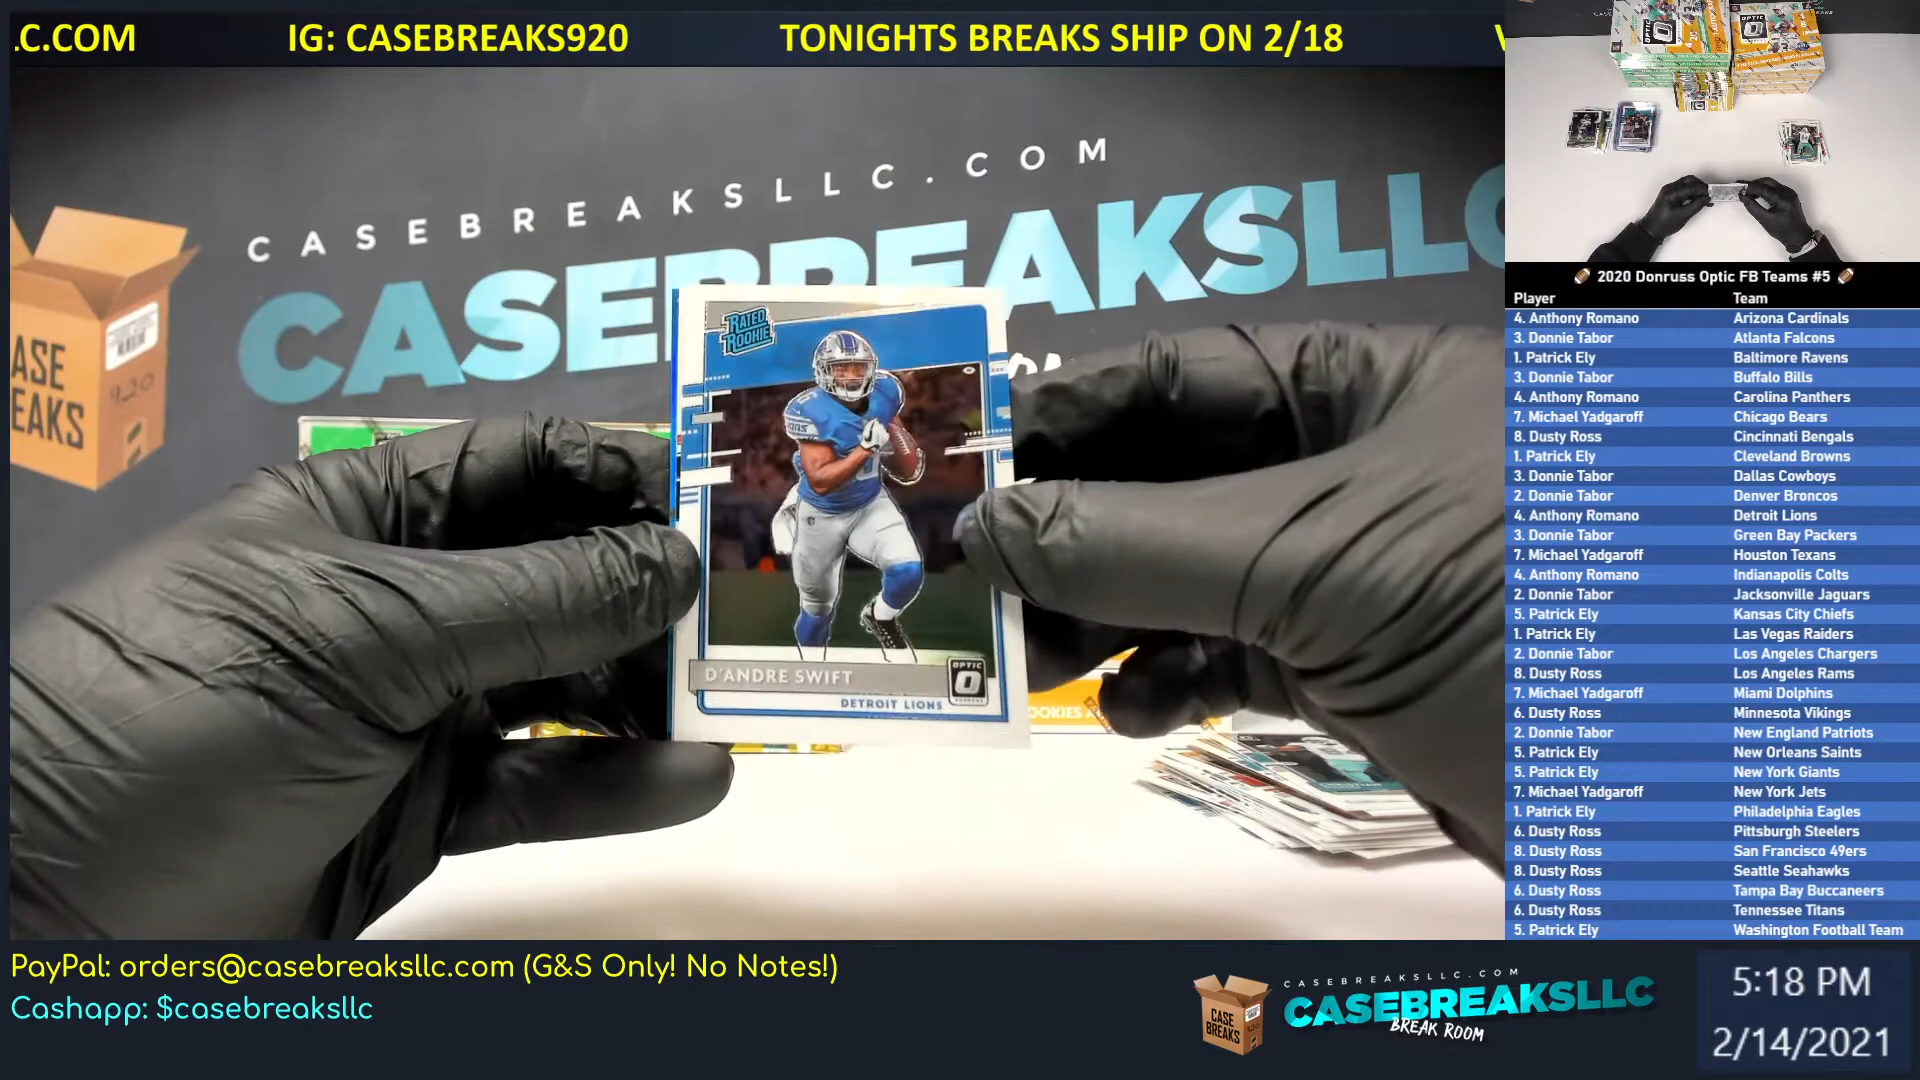 .C.COM
IG: CASEBREAKS920
TONIGHTS BREAKS SHIP ON 2/18
CASEBREAKSLLC.COM
CASEBREAKSLLC
CASE
BREAKS
920
RATED
ROOKIE
LIONS
D'ANDRE SWIFT
OPTIC
DETROIT LIONS
OPTIC
2020 Donruss Optic FB Teams #5
Player Team
4. Anthony Romano Arizona Cardinals
3. Donnie Tabor Atlanta Falcons
1. Patrick Ely Baltimore Ravens
3. Donnie Tabor Buffalo Bills
4. Anthony Romano Carolina Panthers
7. Michael Yadgaroff Chicago Bears
8. Dusty Ross Cincinnati Bengals
1. Patrick Ely Cleveland Browns
3. Donnie Tabor Dallas Cowboys
2. Donnie Tabor Denver Broncos
4. Anthony Romano Detroit Lions
3. Donnie Tabor Green Bay Packers
7. Michael Yadgaroff Houston Texans
4. Anthony Romano Indianapolis Colts
2. Donnie Tabor Jacksonville Jaguars
5. Patrick Ely Kansas City Chiefs
1. Patrick Ely Las Vegas Raiders
2. Donnie Tabor Los Angeles Chargers
8. Dusty Ross Los Angeles Rams
7. Michael Yadgaroff Miami Dolphins
6. Dusty Ross Minnesota Vikings
2. Donnie Tabor New England Patriots
5. Patrick Ely New Orleans Saints
5. Patrick Ely New York Giants
7. Michael Yadgaroff New York Jets
1. Patrick Ely Philadelphia Eagles
6. Dusty Ross Pittsburgh Steelers
8. Dusty Ross San Francisco 49ers
8. Dusty Ross Seattle Seahawks
6. Dusty Ross Tampa Bay Buccaneers
6. Dusty Ross Tennessee Titans
5. Patrick Ely Washington Football Team
PayPal: orders@casebreaksllc.com (G&S Only! No Notes!)
Cashapp: $casebreaksllc
CASEBREAKSLLC.COM
CASEBREAKSLLC
BREAK ROOM
CASE
BREAKS
5:18 PM
2/14/2021